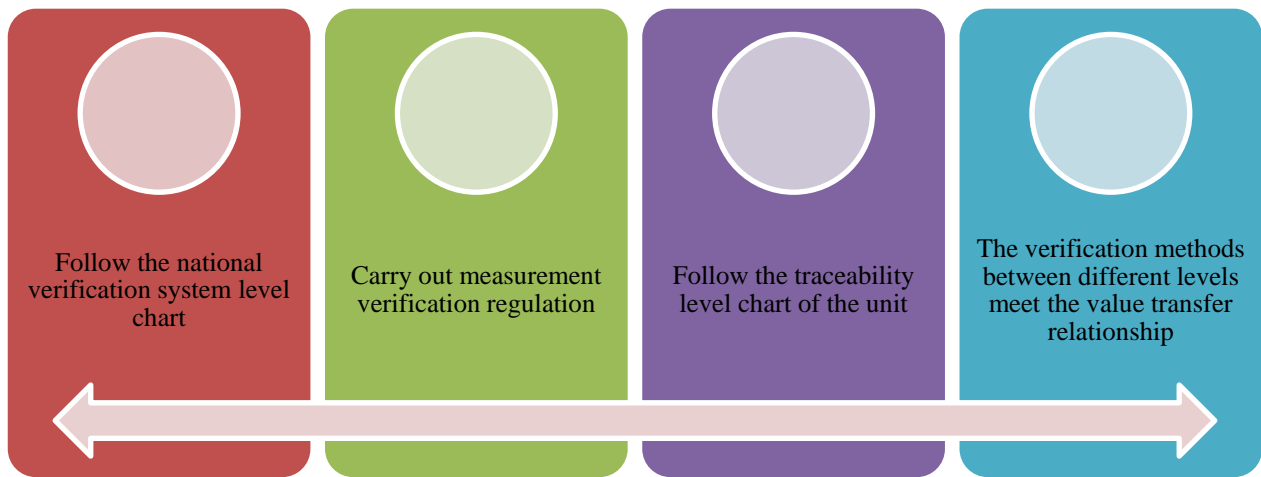 Follow the national
verification system level
chart
Carry out measurement
verification regulation
Follow the traceability
level chart of the unit
The verification methods
between different levels
meet the value transfer
relationship